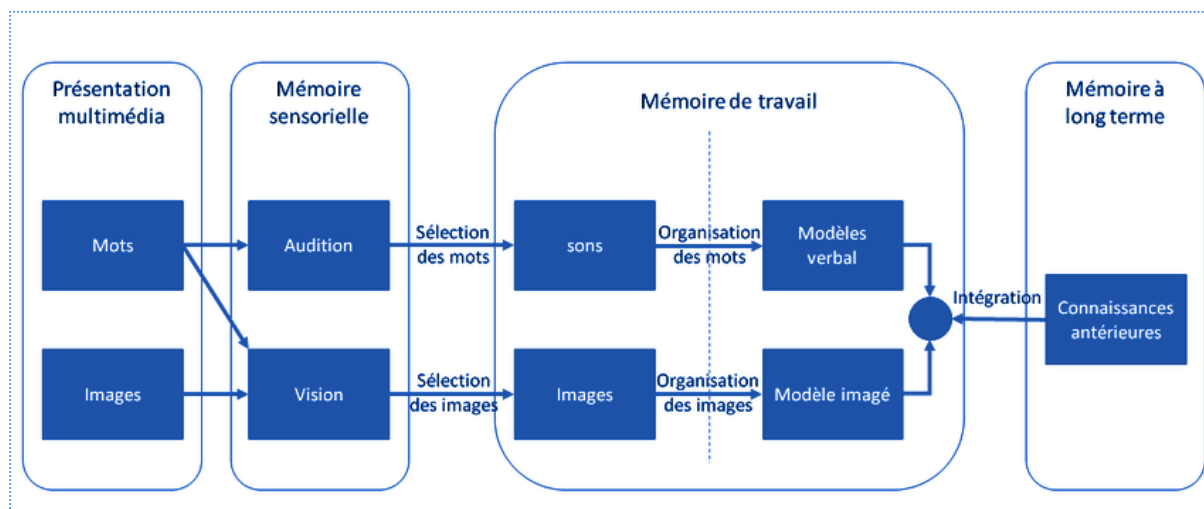 Présentation
multimédia
Mémoire
sensorielle
Mémoire de travail
Mémoire à
long terme
Mots
Audition
Sélection
des mots
sons
Organisation
des mots
Modèles
verbal
Intégration
Connaissances
antérieures
Images
Vision
Sélection
des images
Images
Organisation
des images
Modèle imagé